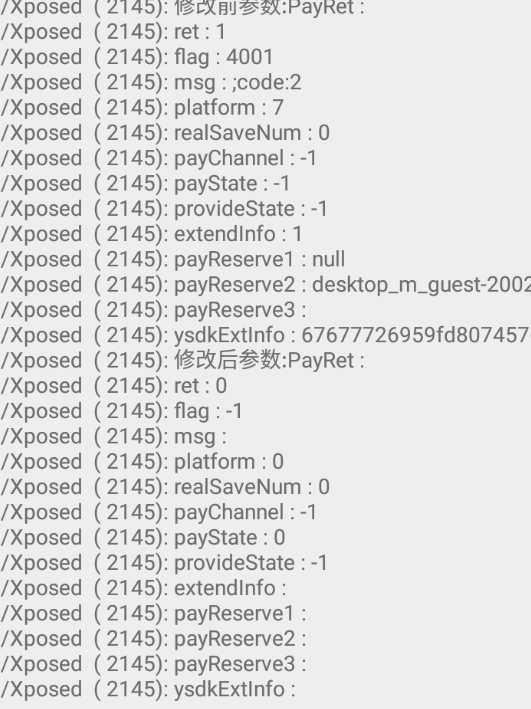 /Xposed ( 2145): 修改前参数:PayRet :
/Xposed ( 2145): ret : 1
/Xposed ( 2145): flag : 4001
/Xposed ( 2145): msg : ;code:2
/Xposed ( 2145): platform : 7
/Xposed ( 2145): realSaveNum : 0
/Xposed ( 2145): payChannel : -1
/Xposed ( 2145): payState : -1
/Xposed ( 2145): provideState : -1
/Xposed ( 2145): extendInfo : 1
/Xposed ( 2145): payReserve1 : null
/Xposed ( 2145): payReserve2 : desktop_m_guest-2002
/Xposed ( 2145): payReserve3 :
/Xposed ( 2145): ysdkExtInfo : 67677726959fd807457
/Xposed ( 2145): 修改后参数:PayRet :
/Xposed ( 2145): ret : 0
/Xposed ( 2145): flag : -1
/Xposed ( 2145): msg :
/Xposed ( 2145): platform : 0
/Xposed ( 2145): realSaveNum : 0
/Xposed ( 2145): payChannel : -1
/Xposed ( 2145): payState : 0
/Xposed ( 2145): provideState : -1
/Xposed ( 2145): extendInfo :
/Xposed ( 2145): payReserve1 :
/Xposed ( 2145): payReserve2 :
/Xposed ( 2145): payReserve3 :
/Xposed ( 2145): ysdkExtInfo :